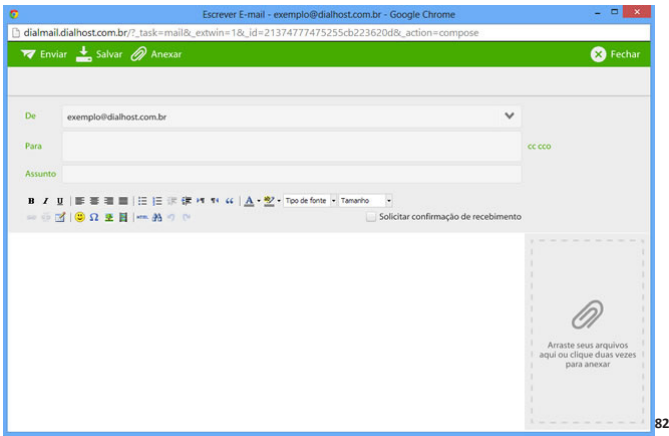 Escrever E-mail - exemplo@dialhost.com.br - Google Chrome
dialmail.dialhost.com.br/?_task=mail&_extwin=1&_id=21374777475255cb223620d&_action=compose
Enviar Salvar Anexar Fechar
De exemplo@dialhost.com.br
Para cc cco
Assunto
B I U A Tipo de fonte Tamanho
Ω HTML Solicitar confirmação de recebimento
Arraste seus arquivos
aqui ou clique duas vezes
para anexar
82